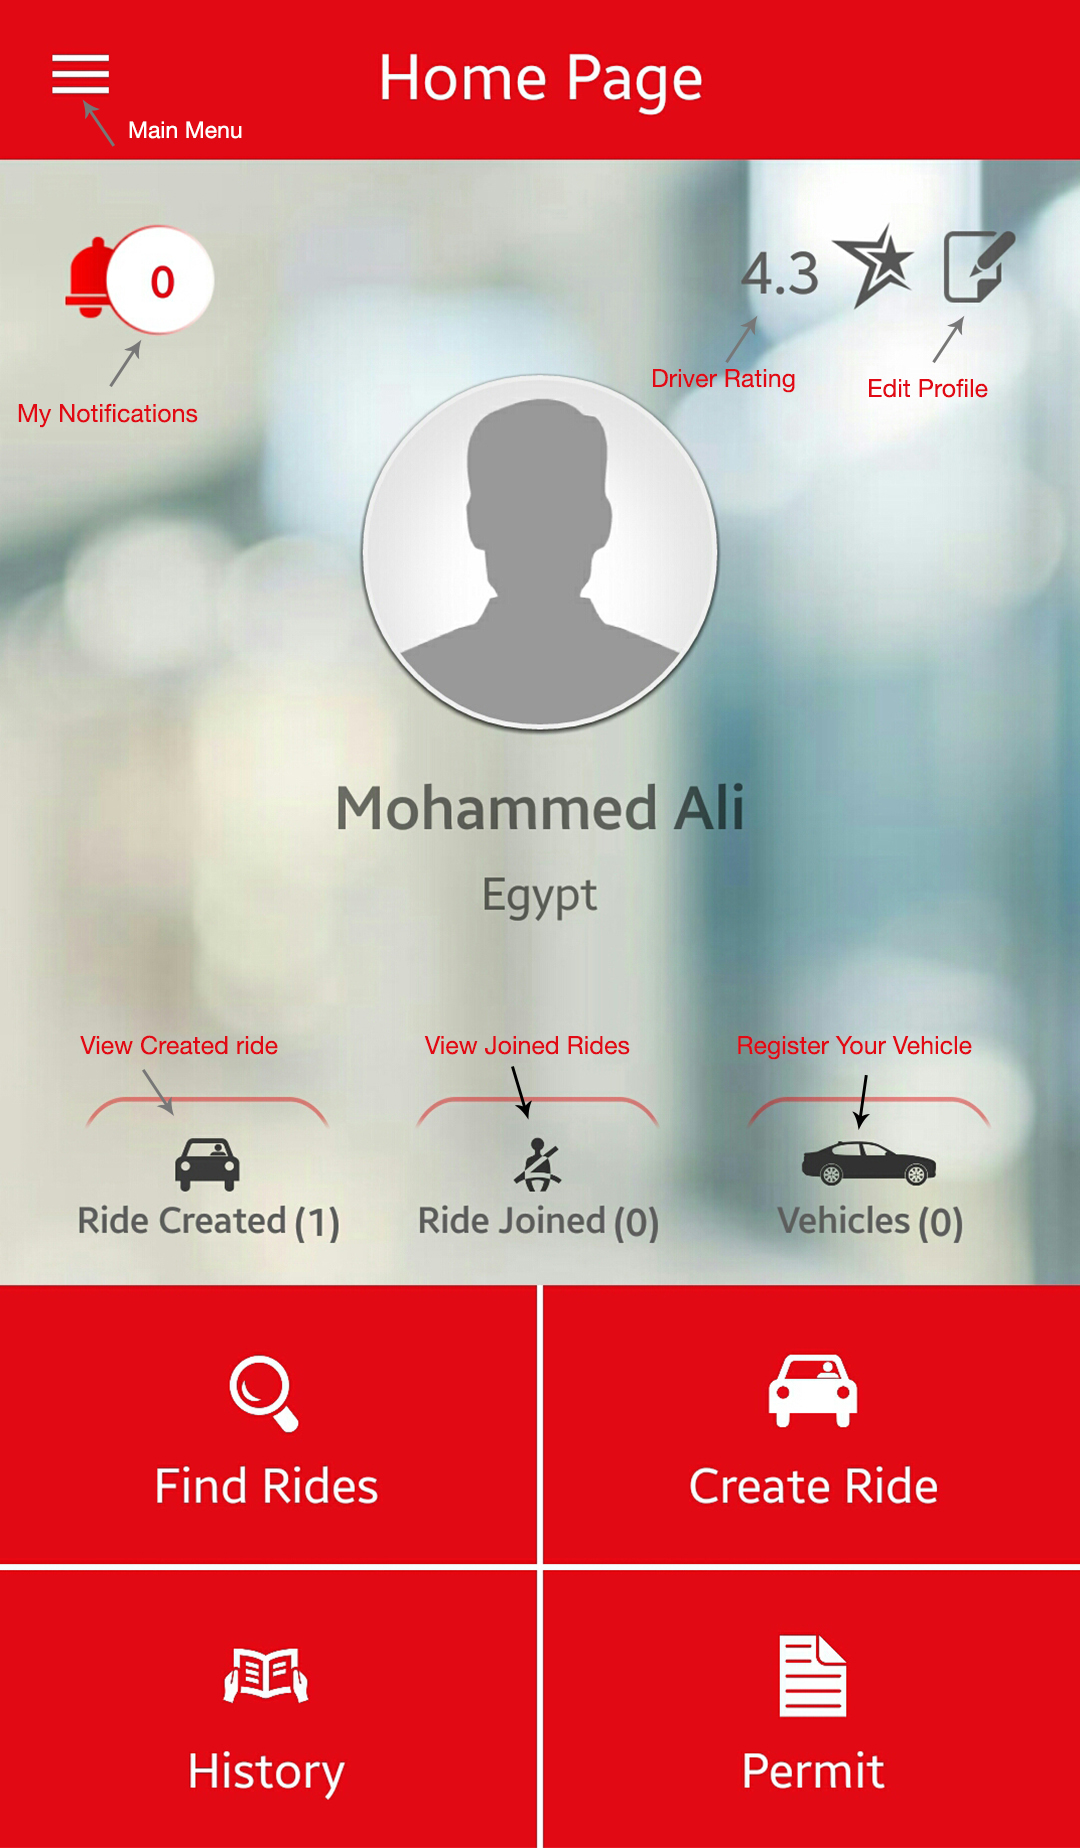 Home Page
Main Menu
0
4.3
Driver Rating
Edit Profile
My Notifications
Mohammed Ali
Egypt
View Created ride
View Joined Rides
Register Your Vehicle
Ride Created (1)
Ride Joined (0)
Vehicles (0)
Find Rides
Create Ride
History
Permit